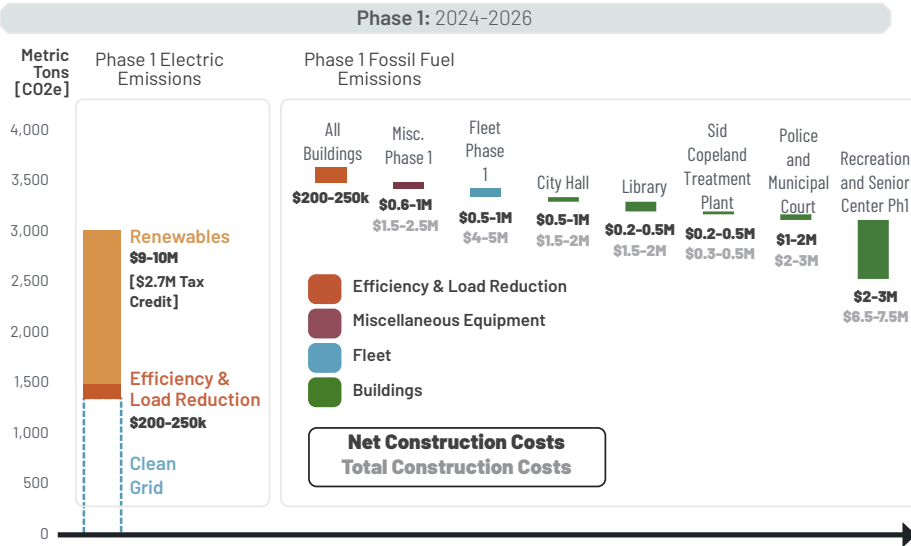 Phase 1: 2024-2026
Metric
Tons
[CO2e]
Phase 1 Electric
Emissions
Phase 1 Fossil Fuel
Emissions
4,000
3,500
3,000
2,500
2,000
1,500
1,000
500
0
Renewables
$9-10M
[$2.7M Tax
Credit]
Efficiency &
Load Reduction
$200-250k
Clean
Grid
All
Buildings
$200-250k
Misc.
Phase 1
$0.6-1M
$1.5-2.5M
Fleet
Phase
1
$0.5-1M
$4-5M
City Hall
$0.5-1M
$1.5-2M
Library
$0.2-0.5M
$1.5-2M
Sid
Copeland
Treatment
Plant
$0.2-0.5M
$0.3-0.5M
Police
and
Municipal
Court
$1-2M
$2-3M
Recreation
and Senior
Center Ph1
$2-3M
$6.5-7.5M
Efficiency & Load Reduction
Miscellaneous Equipment
Fleet
Buildings
Net Construction Costs
Total Construction Costs